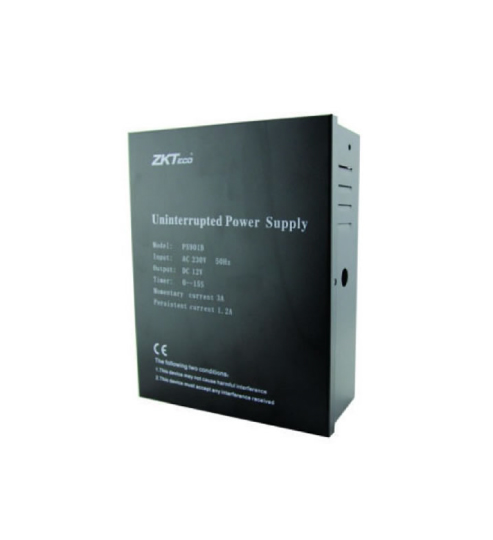 ZKTECO
Uninterrupted Power Supply
Model: PS901B
Input: AC 230V 50Hz
Output: DC 12V
Timer: 0--15S
Momentary current 3A
Persistent current 1.2A
CE
The following two conditions:
1.This device may not cause harmful interference
2.This device must accept any interference received